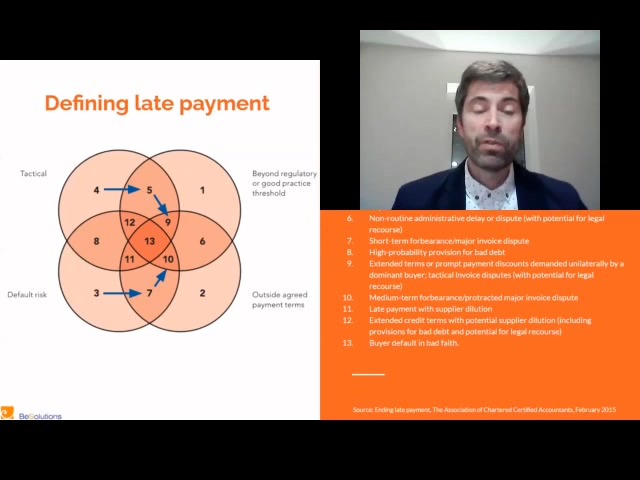 Defining late payment
Tactical
Beyond regulatory
or good practice
threshold
4
5
1
12
9
8
13
6
11
10
3
7
2
Default risk
Outside agreed
payment terms
BeSolutions
6. Non-routine administrative delay or dispute (with potential for legal
recourse)
7. Short-term forbearance/major invoice dispute
8. High-probability provision for bad debt
9. Extended terms or prompt payment discounts demanded unilaterally by a
dominant buyer; tactical invoice disputes (with potential for legal
recourse)
10. Medium-term forbearance/protracted major invoice dispute
11. Late payment with supplier dilution
12. Extended credit terms with potential supplier dilution (including
provisions for bad debt and potential for legal recourse)
13. Buyer default in bad faith.
Source: Ending late payment, The Association of Chartered Certified Accountants, February 2015